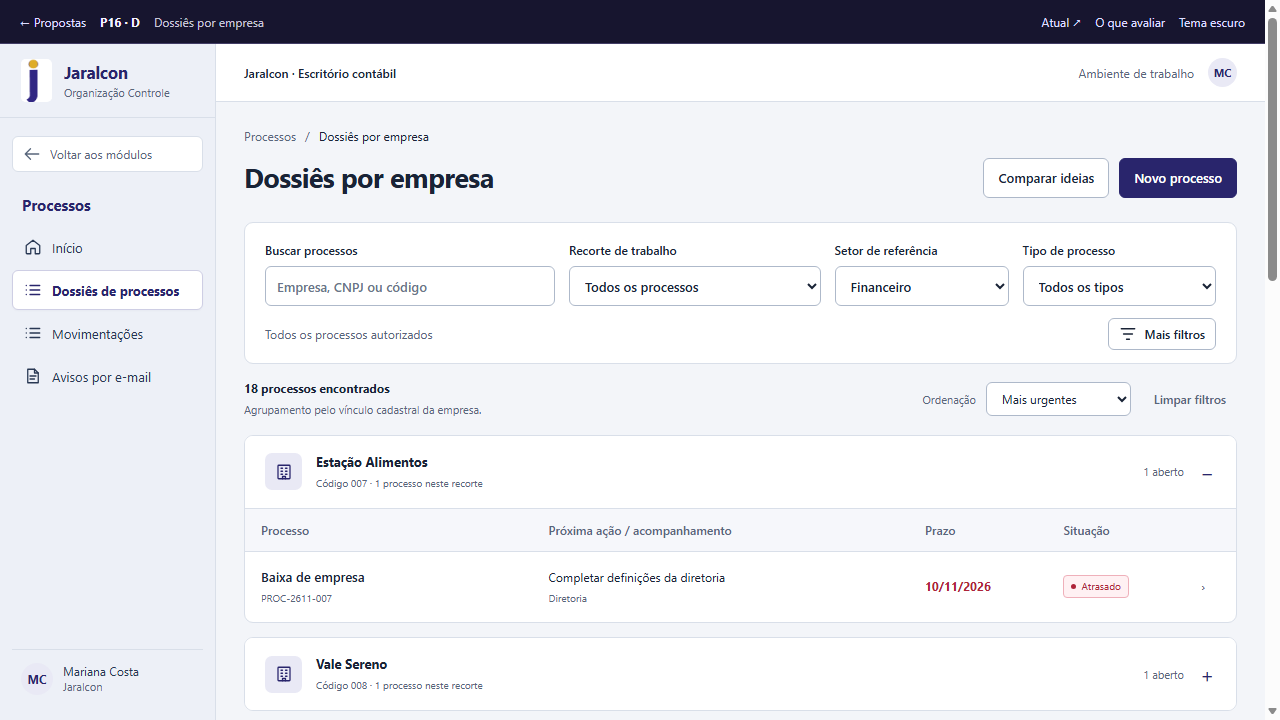 ← Propostas P16 · D Dossiês por empresa Atual ↗ O que avaliar Tema escuro
Jaralcon
Organização Controle
Jaralcon · Escritório contábil
Ambiente de trabalho MC
← Voltar aos módulos
Processos
Início
Dossiês de processos
Movimentações
Avisos por e-mail
MC Mariana Costa
Jaralcon
Processos / Dossiês por empresa
Dossiês por empresa
Comparar ideias
Novo processo
Buscar processos Recorte de trabalho Setor de referência Tipo de processo
Empresa, CNPJ ou código Todos os processos Financeiro Todos os tipos
Todos os processos autorizados Mais filtros
18 processos encontrados
Agrupamento pelo vínculo cadastral da empresa.
Ordenação Mais urgentes Limpar filtros
Estação Alimentos
Código 007 · 1 processo neste recorte
1 aberto −
Processo Próxima ação / acompanhamento Prazo Situação
Baixa de empresa Completar definições da diretoria 10/11/2026 Atrasado ›
PROC-2611-007 Diretoria
Vale Sereno
Código 008 · 1 processo neste recorte
1 aberto +